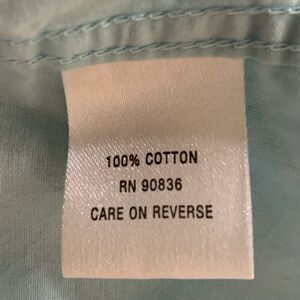 100% COTTON
RN 90836
CARE ON REVERSE